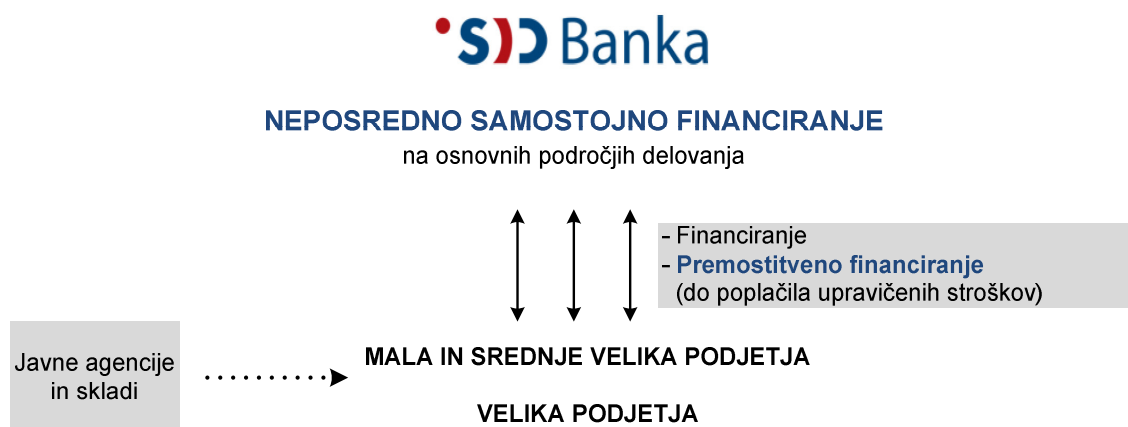 SID Banka
NEPOSREDNO SAMOSTOJNO FINANCIRANJE
na osnovnih področjih delovanja
- Financiranje
- Premostitveno financiranje
(do poplačila upravičenih stroškov)
Javne agencije
in skladi
MALA IN SREDNJE VELIKA PODJETJA
VELIKA PODJETJA